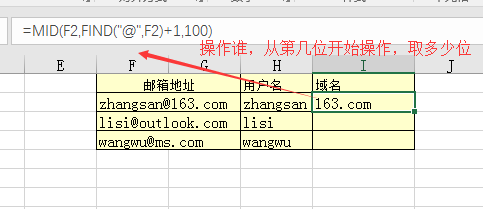 =MID(F2,FIND("@",F2)+1,100)
操作谁，从第几位开始操作，取多少位
E F G H I J
邮箱地址 用户名 域名
zhangsan@163.com zhangsan 163.com
lisi@outlook.com lisi
wangwu@ms.com wangwu